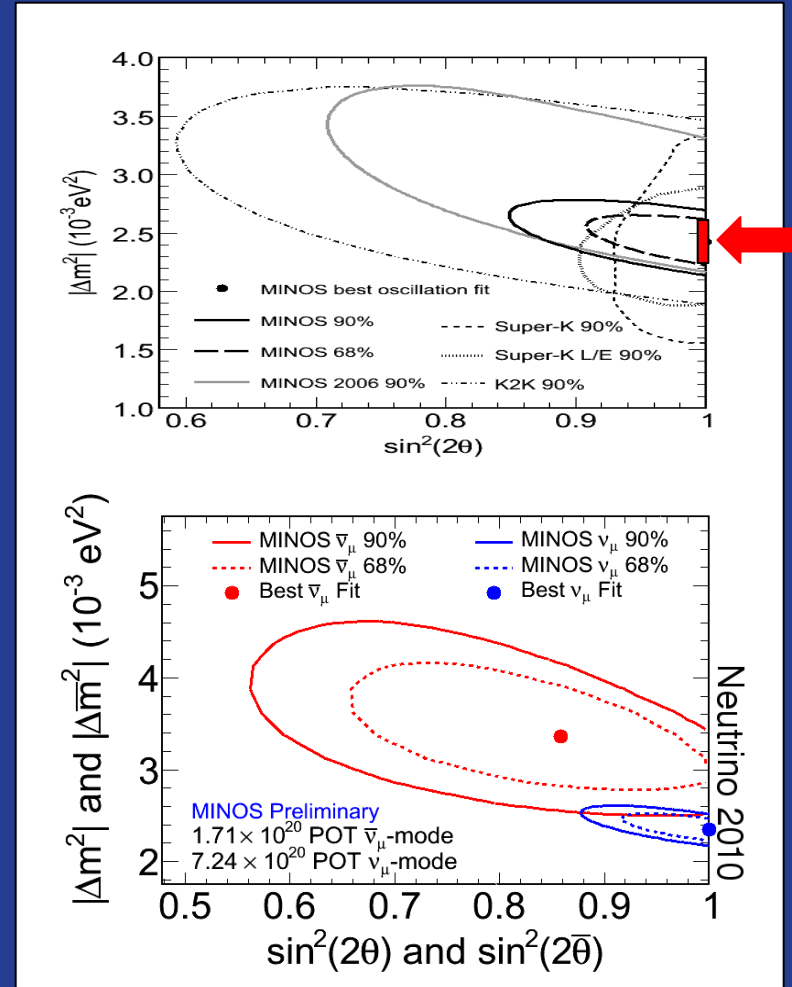 4.0
3.5
3.0
2.5
2.0
1.5
1.0
|Δm²| (10⁻³ eV²)
MINOS best oscillation fit
MINOS 90%
MINOS 68%
MINOS 2006 90%
Super-K 90%
Super-K L/E 90%
K2K 90%
0.6 0.7 0.8 0.9 1
sin²(2θ)
|Δm²| and |Δm̅²| (10⁻³ eV²)
MINOS ν̅μ 90%
MINOS ν̅μ 68%
Best ν̅μ Fit
MINOS νμ 90%
MINOS νμ 68%
Best νμ Fit
5
4
3
2
MINOS Preliminary
1.71× 10²⁰ POT ν̅μ-mode
7.24 × 10²⁰ POT νμ-mode
Neutrino 2010
0.5 0.6 0.7 0.8 0.9 1
sin²(2θ) and sin²(2θ̅)